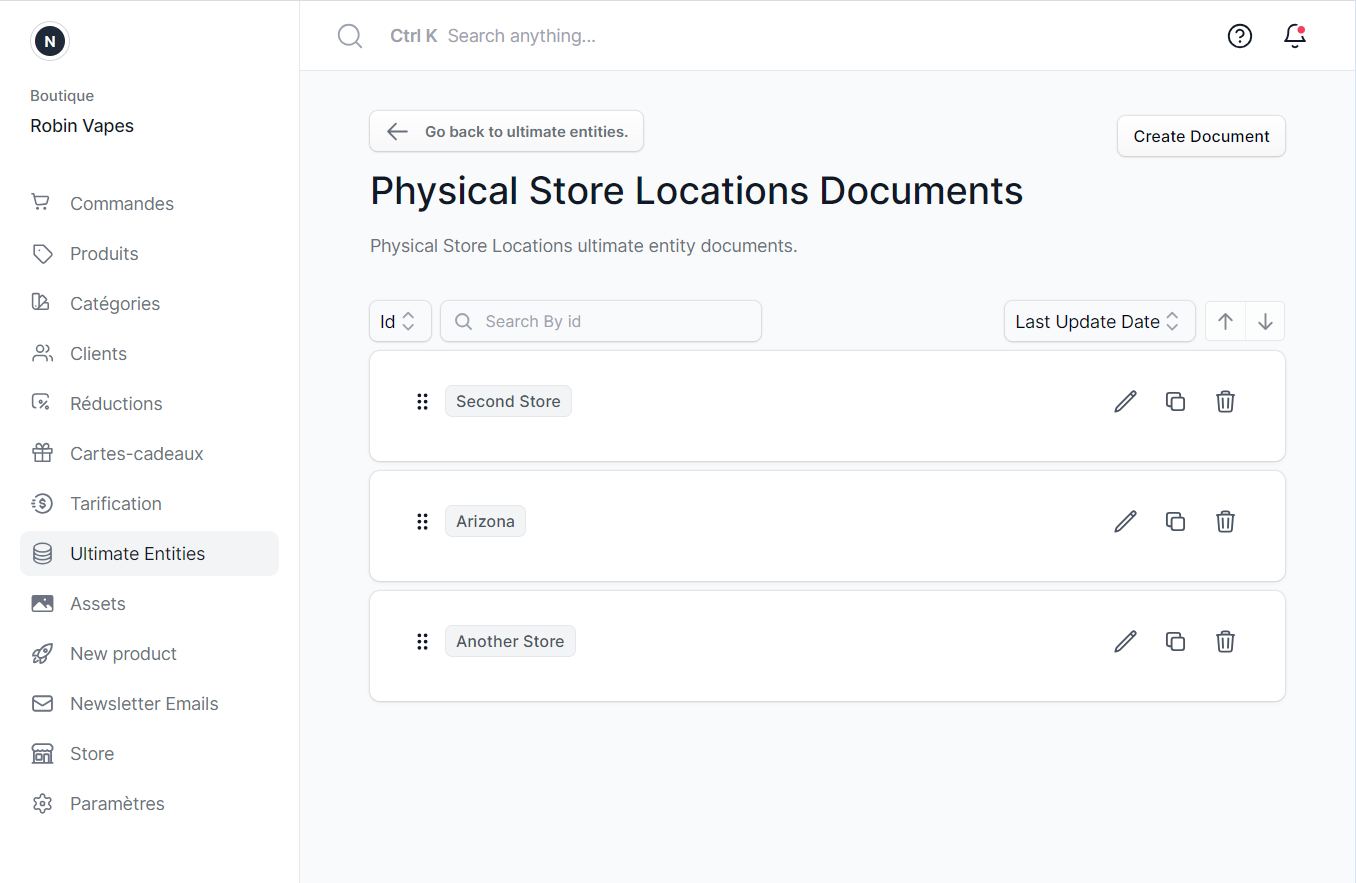 N
Ctrl K Search anything...
Boutique
Robin Vapes
Commandes
Produits
Catégories
Clients
Réductions
Cartes-cadeaux
Tarification
Ultimate Entities
Assets
New product
Newsletter Emails
Store
Paramètres
Go back to ultimate entities.
Create Document
Physical Store Locations Documents
Physical Store Locations ultimate entity documents.
Id
Search By id
Last Update Date
Second Store
Arizona
Another Store